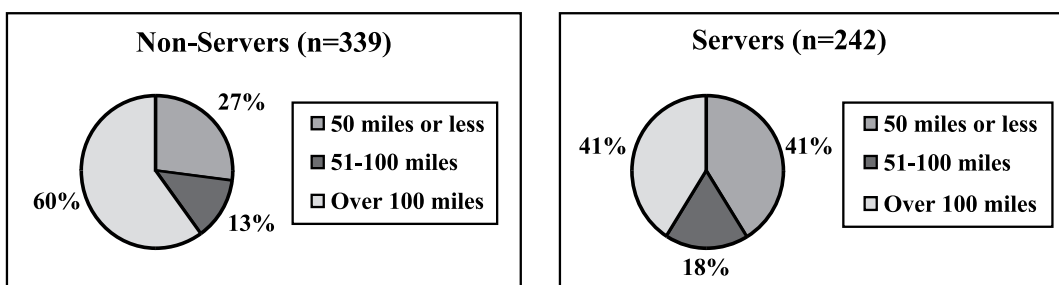 Non-Servers (n=339)
27%
50 miles or less
51-100 miles
Over 100 miles
60%
13%
Servers (n=242)
41%
41%
50 miles or less
51-100 miles
Over 100 miles
18%